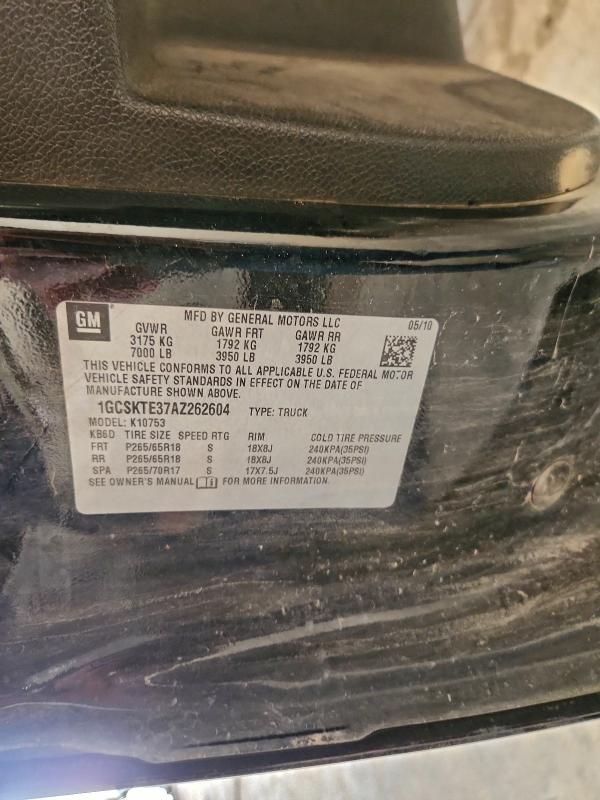 GM
MFD BY GENERAL MOTORS LLC 05/10
GVWR GAWR FRT GAWR RR
3175 KG 1792 KG 1792 KG
7000 LB 3950 LB 3950 LB
THIS VEHICLE CONFORMS TO ALL APPLICABLE U.S. FEDERAL MOTOR
VEHICLE SAFETY STANDARDS IN EFFECT ON THE DATE OF
MANUFACTURE SHOWN ABOVE.
1GCSKTE37AZ262604 TYPE: TRUCK
MODEL: K10753
KB6D TIRE SIZE SPEED RTG RIM COLD TIRE PRESSURE
FRT P265/65R18 S 18X8J 240KPA(35PSI)
RR P265/65R18 S 18X8J 240KPA(35PSI)
SPA P265/70R17 S 17X7.5J 240KPA(35PSI)
SEE OWNER'S MANUAL FOR MORE INFORMATION.